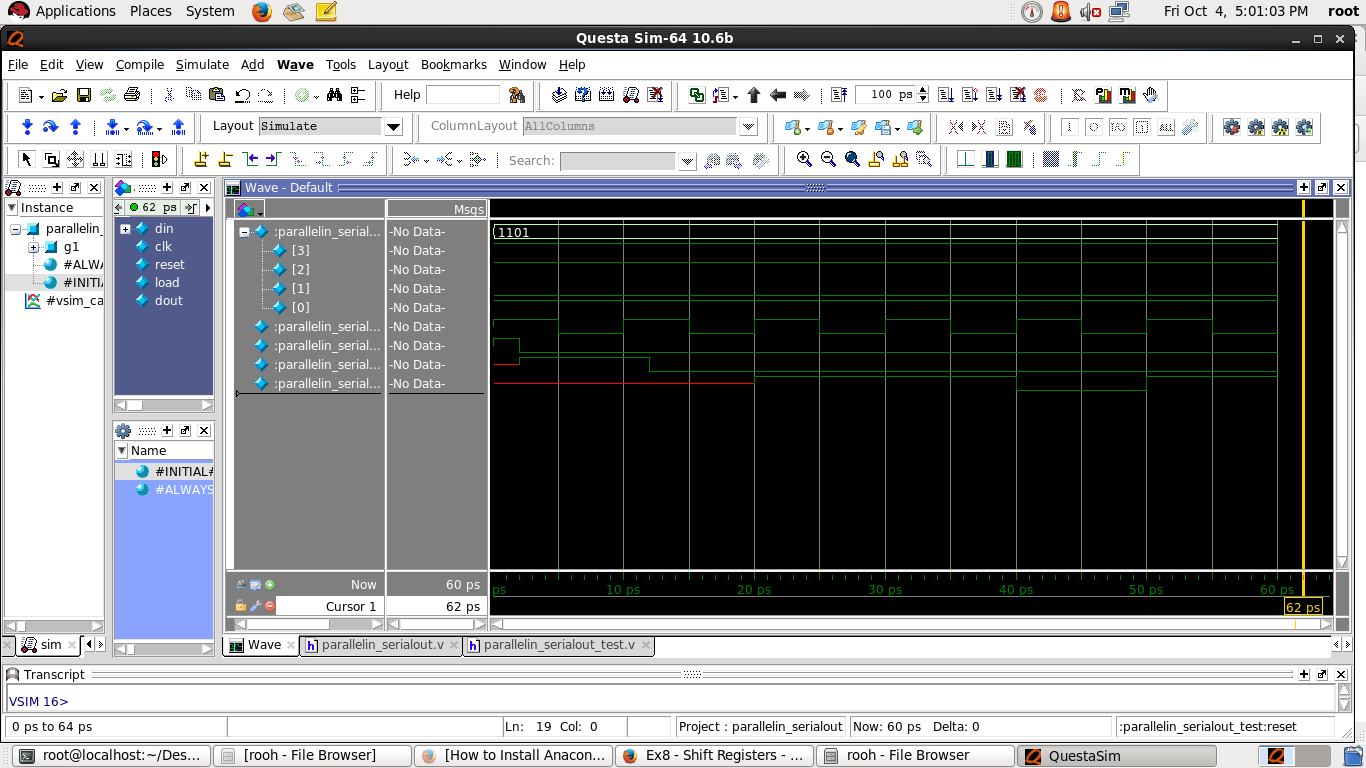 Applications Places System Fri Oct 4, 5:01:03 PM root
Questa Sim-64 10.6b
File Edit View Compile Simulate Add Wave Tools Layout Bookmarks Window Help
Help 100 ps
Layout Simulate ColumnLayout AllColumns
Search:
Wave - Default
Instance 62 ps Msgs
parallelin_ din :parallelin_serial... -No Data- 1101
g1 clk [3] -No Data-
#ALWA reset [2] -No Data-
#INITIA load [1] -No Data-
#vsim_ca dout [0] -No Data-
:parallelin_serial... -No Data-
:parallelin_serial... -No Data-
:parallelin_serial... -No Data-
:parallelin_serial... -No Data-
Name
#INITIAL#
#ALWAYS
Now 60 ps ps 10 ps 20 ps 30 ps 40 ps 50 ps 60 ps
Cursor 1 62 ps 62 ps
sim Wave parallelin_serialout.v parallelin_serialout_test.v
Transcript
VSIM 16>
0 ps to 64 ps Ln: 19 Col: 0 Project : parallelin_serialout Now: 60 ps Delta: 0 :parallelin_serialout_test:reset
root@localhost:~/Des... [rooh - File Browser] [How to Install Anacon... Ex8 - Shift Registers - ... rooh - File Browser QuestaSim